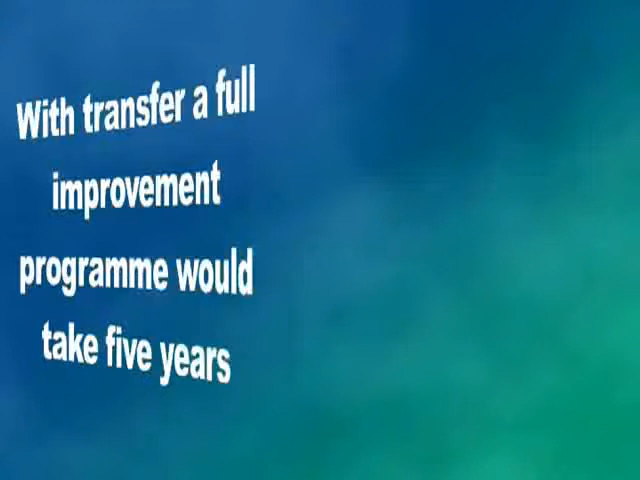 With transfer a full
improvement
programme would
take five years